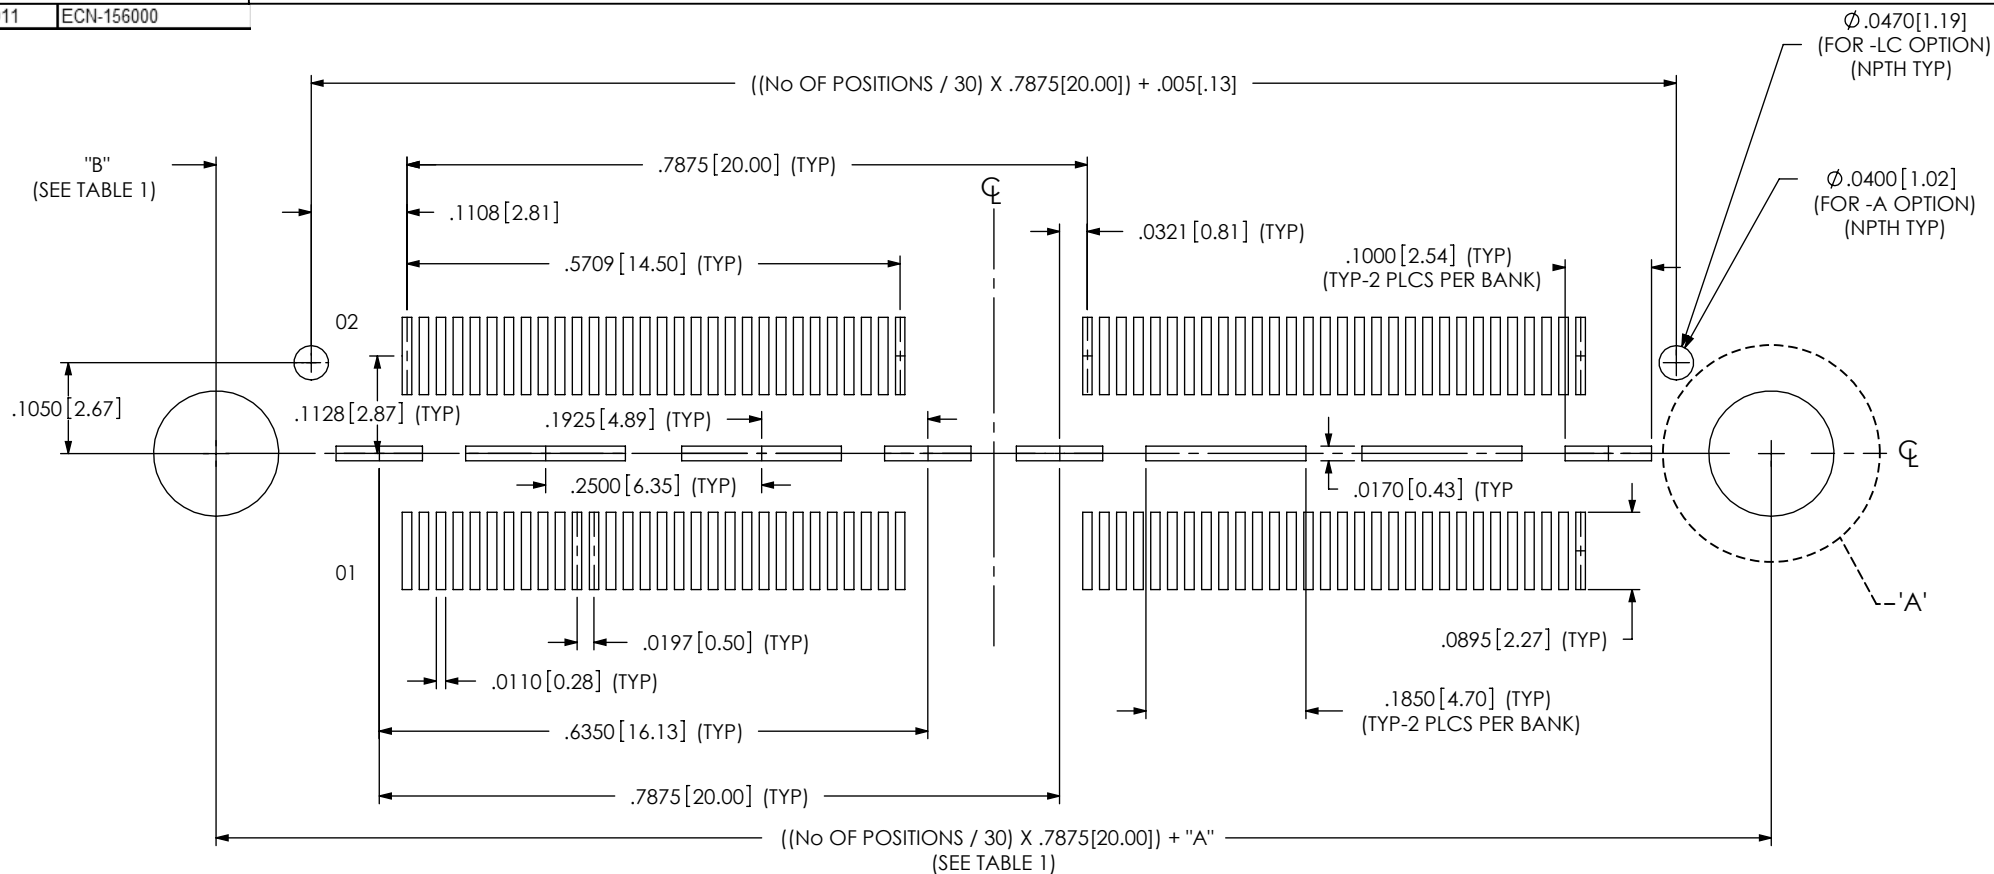 011 ECN-156000
Ø.0470[1.19]
(FOR -LC OPTION)
(NPTH TYP)
((No OF POSITIONS / 30) X .7875[20.00]) + .005[.13]
"B"
(SEE TABLE 1)
.7875[20.00] (TYP)
Ø.0400[1.02]
(FOR -A OPTION)
(NPTH TYP)
℄
.1108[2.81]
.0321[0.81] (TYP)
.5709[14.50] (TYP)
.1000[2.54] (TYP)
(TYP-2 PLCS PER BANK)
02
.1050[2.67]
.1128[2.87] (TYP)
.1925[4.89] (TYP)
℄
.2500[6.35] (TYP)
.0170[0.43] (TYP
01
'A'
.0197[0.50] (TYP)
.0895[2.27] (TYP)
.0110[0.28] (TYP)
.1850[4.70] (TYP)
(TYP-2 PLCS PER BANK)
.6350[16.13] (TYP)
.7875[20.00] (TYP)
((No OF POSITIONS / 30) X .7875[20.00]) + "A"
(SEE TABLE 1)